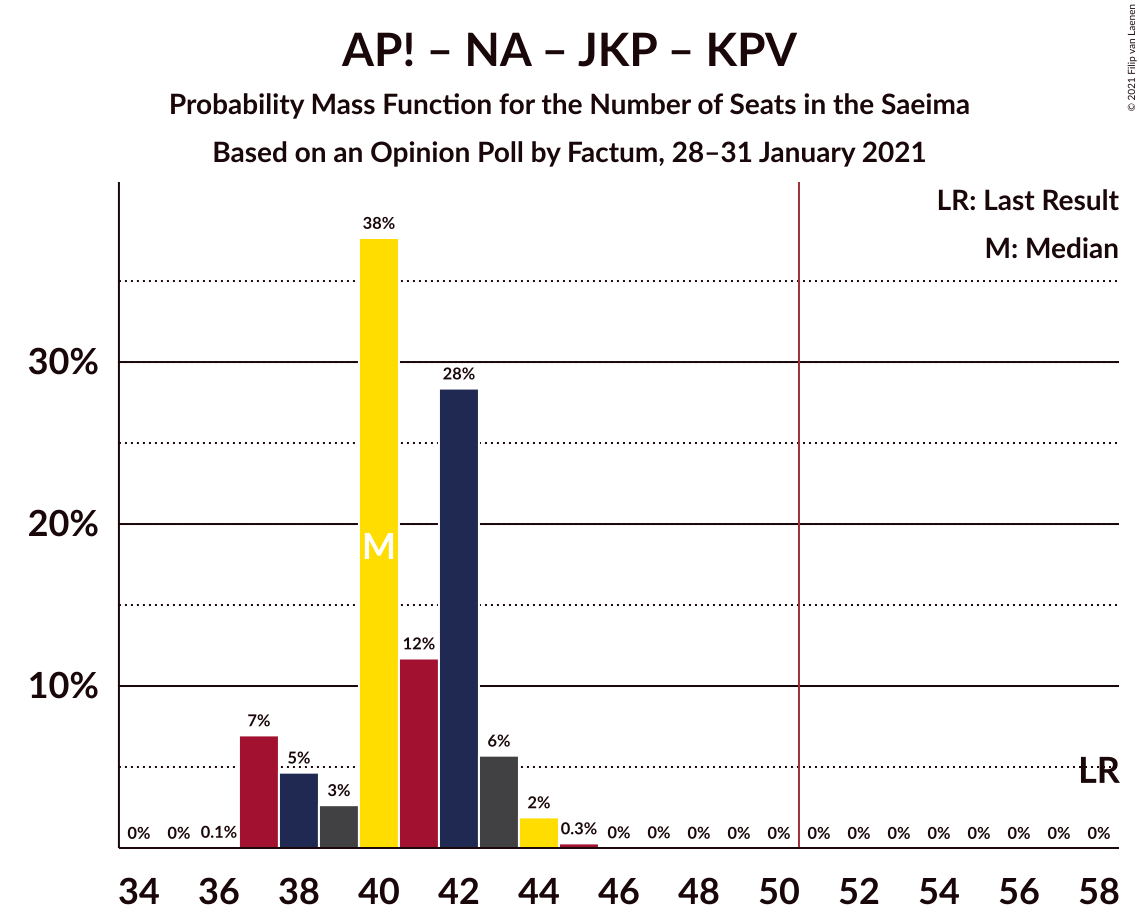 AP! – NA – JKP – KPV
Probability Mass Function for the Number of Seats in the Saeima
Based on an Opinion Poll by Factum, 28–31 January 2021
© 2021 Filip van Laenen
LR: Last Result
M: Median
38%
30%
28%
20%
M
12%
10%
7%
6%
5%
LR
3%
2%
0% 0% 0.1% 0.3% 0% 0% 0% 0% 0% 0% 0% 0% 0% 0% 0% 0% 0%
34 36 38 40 42 44 46 48 50 52 54 56 58